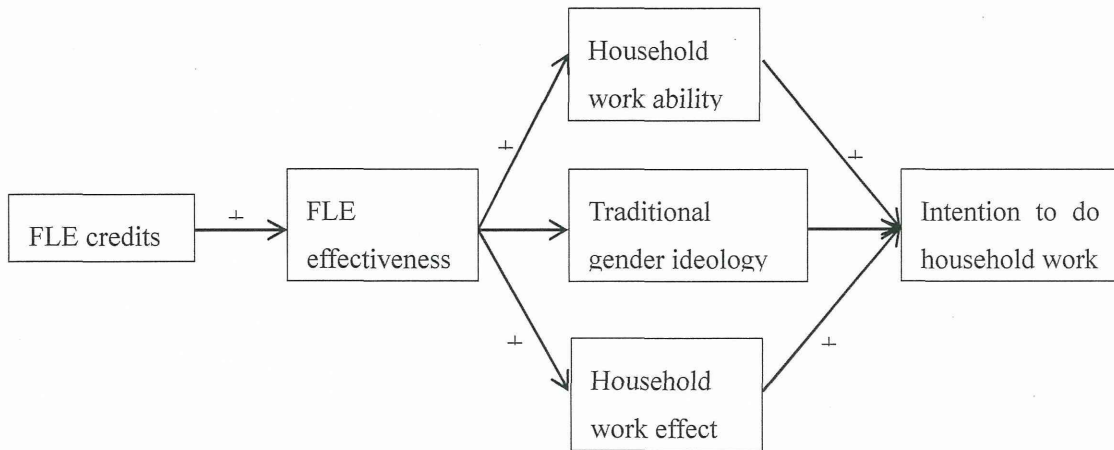 FLE credits
+
FLE
effectiveness
+
+
Household
work ability
Traditional
gender ideology
Household
work effect
+
+
Intention to do
household work